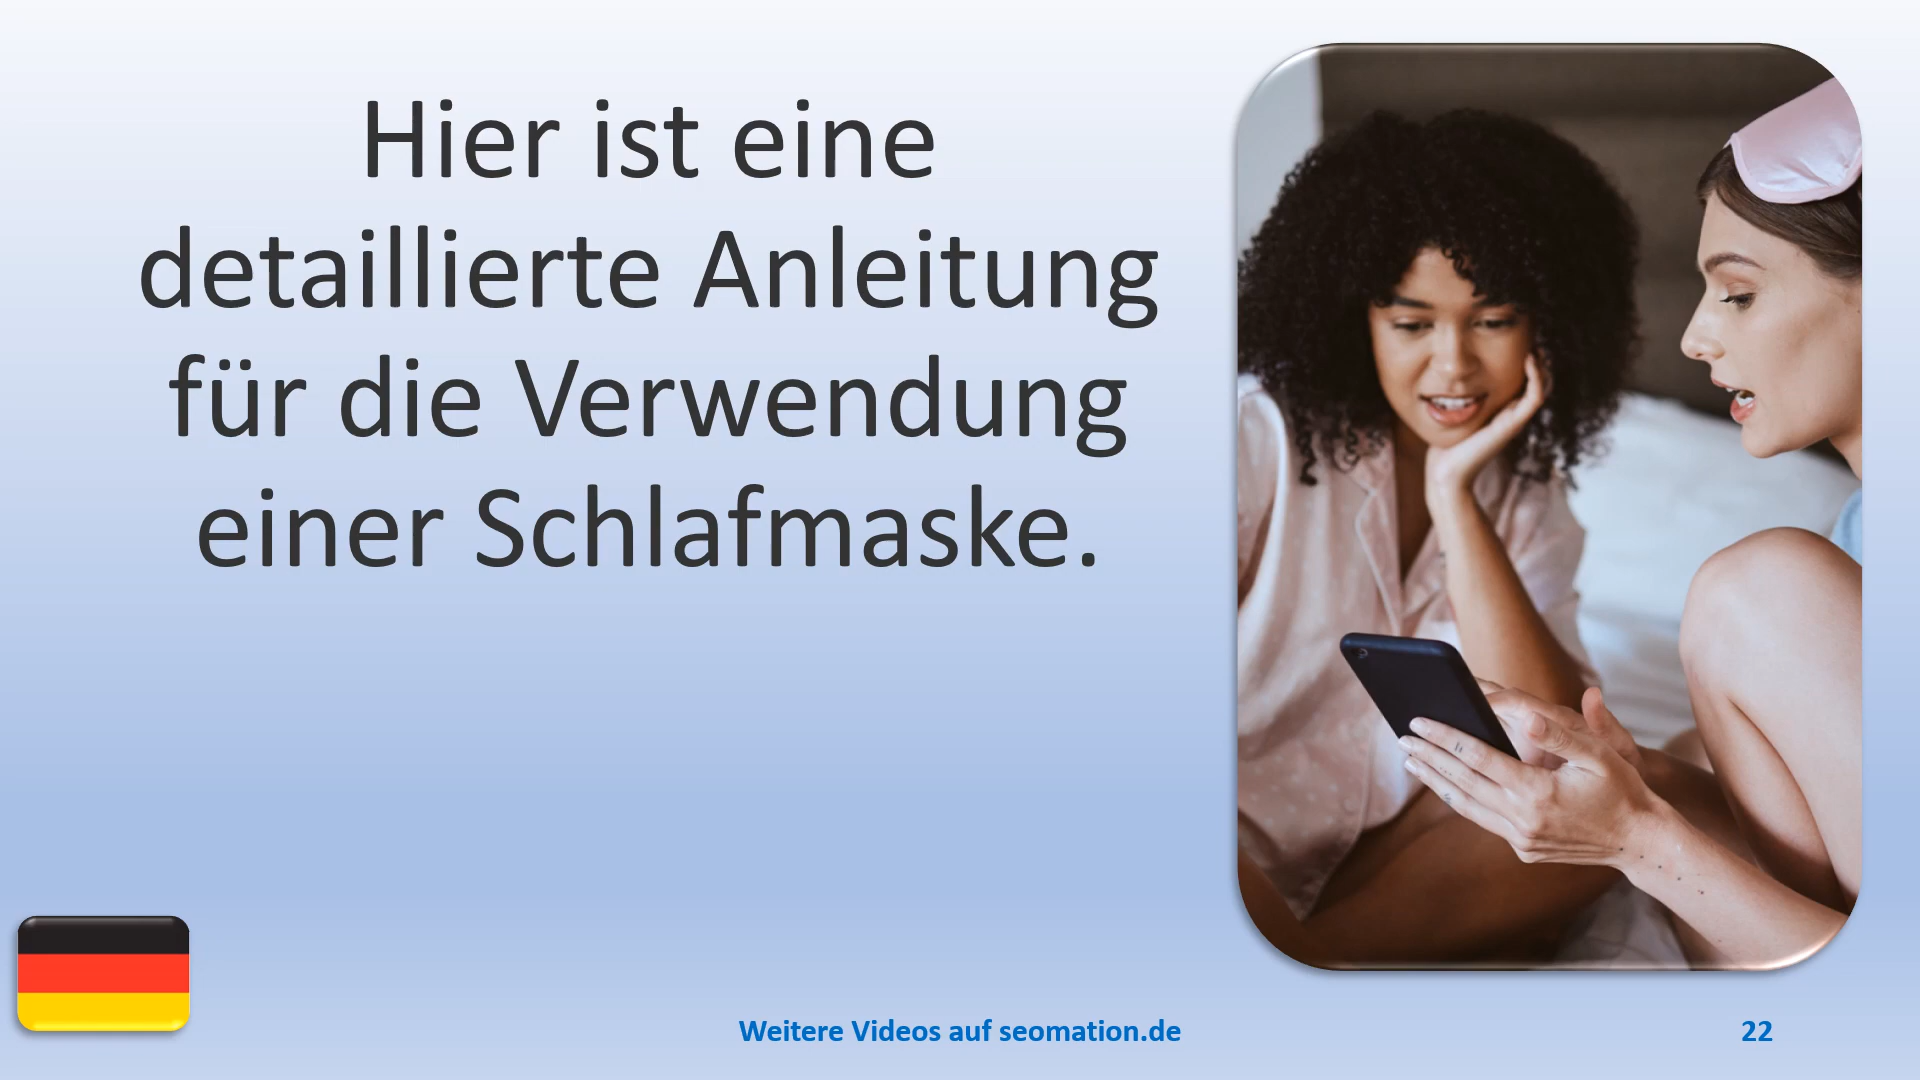 Hier ist eine
detaillierte Anleitung
für die Verwendung
einer Schlafmaske.
Weitere Videos auf seomation.de
22